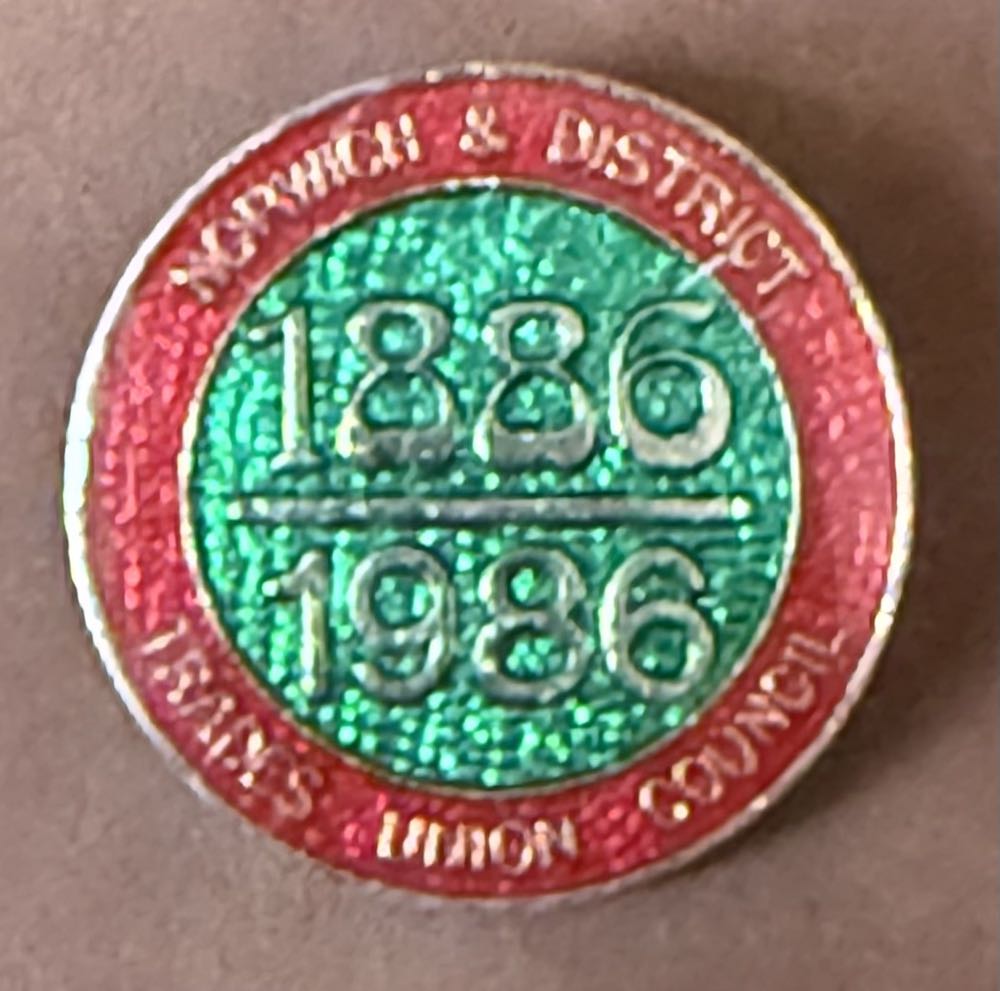 NORWICH & DISTRICT
1886
1986
TRADES UNION COUNCIL